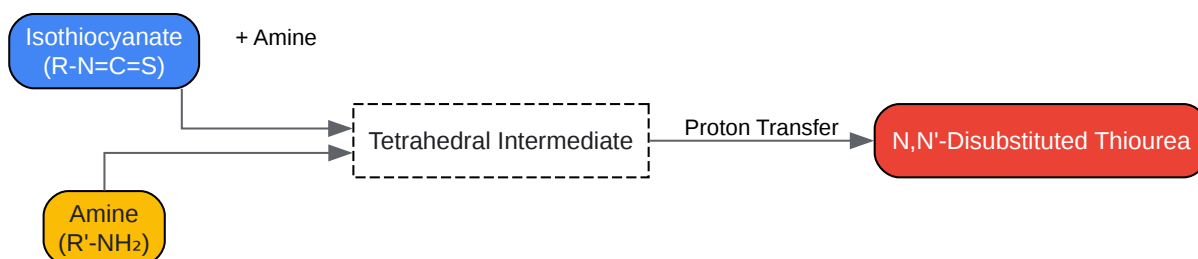 Isothiocyanate
(R-N=C=S)
+ Amine
Tetrahedral Intermediate
Proton Transfer
N,N'-Disubstituted Thiourea
Amine
(R'-NH₂)